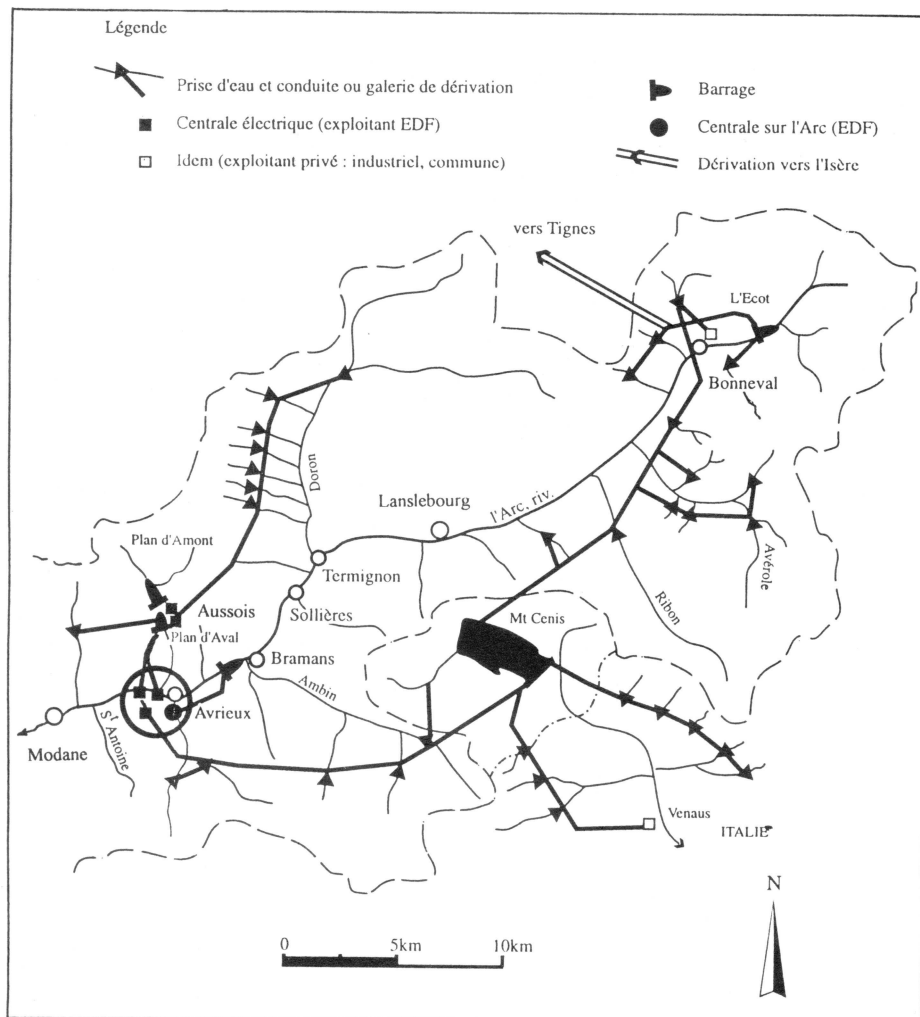 Légende
Prise d'eau et conduite ou galerie de dérivation
Centrale électrique (exploitant EDF)
Idem (exploitant privé : industriel, commune)
Barrage
Centrale sur l'Arc (EDF)
Dérivation vers l'Isère
vers Tignes
L'Ecot
Bonneval
Doron
Lanslebourg
l'Arc, riv.
Plan d'Amont
Termignon
Avérole
Aussois
Sollières
Ribon
Plan d'Aval
Mt Cenis
Bramans
Ambin
Avrieux
St Antoine
Modane
Venaus
ITALIE
N
0 5km 10km